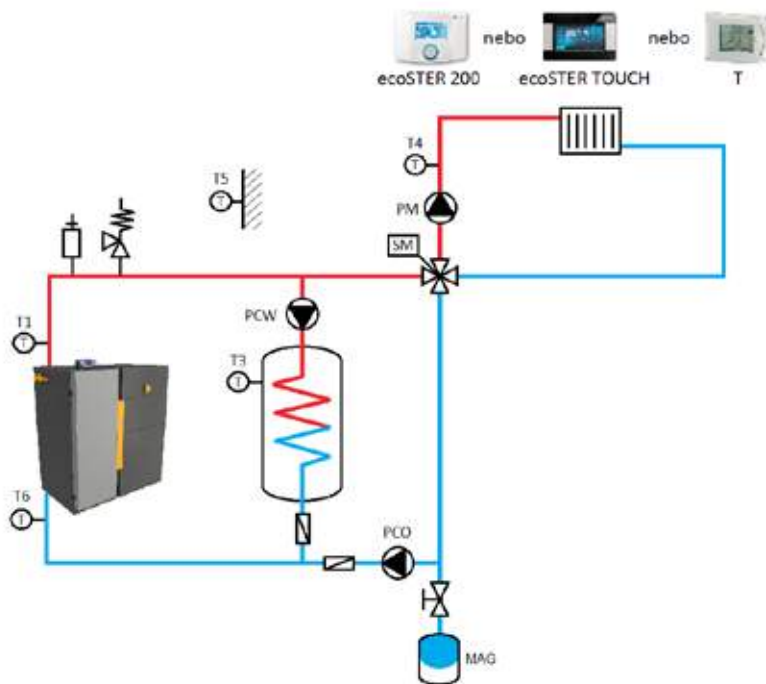 nebo
nebo
ecoSTER 200
ecoSTER TOUCH
T
T4
T
T5
T
PM
SM
T1
T
PCW
T3
T
T6
T
PCO
MAG